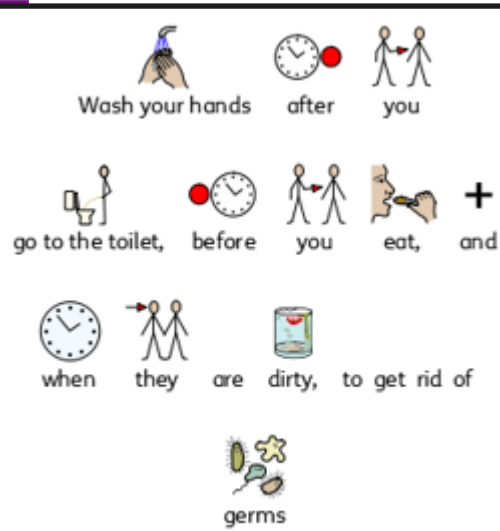 Wash your hands after you
go to the toilet, before you eat, and
when they are dirty, to get rid of
germs